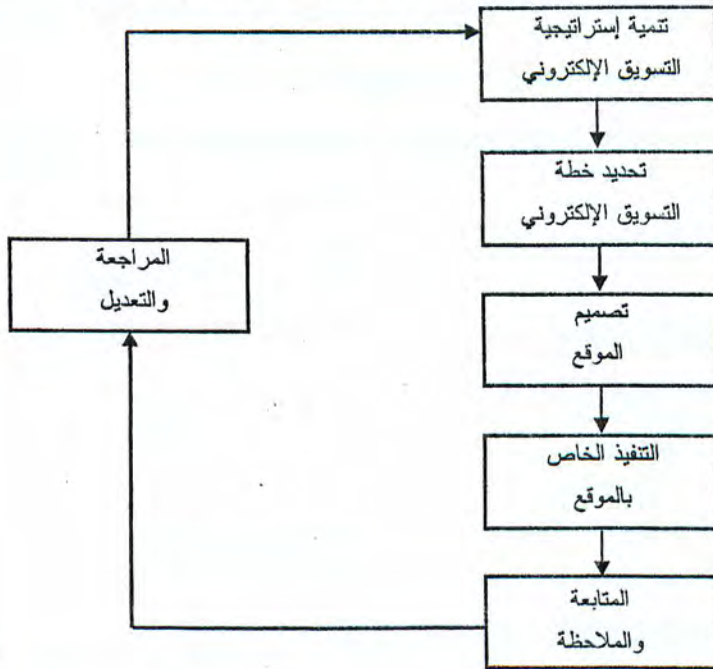 تنمية إستراتيجية
التسويق الإلكتروني
تحديد خطة
التسويق الإلكتروني
تصميم
الموقع
التنفيذ الخاص
بالموقع
المتابعة
والملاحظة
المراجعة
والتعديل